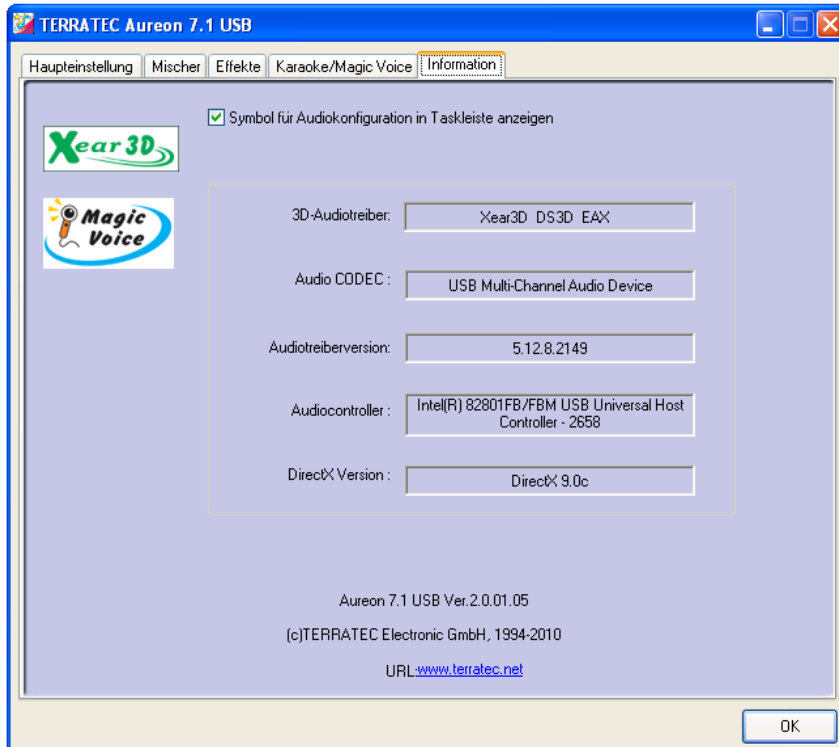 TERRATEC Aureon 7.1 USB
Haupteinstellung Mischer Effekte Karaoke/Magic Voice Information
Symbol für Audiokonfiguration in Taskleiste anzeigen
Xear 3D
Magic
Voice
3D-Audiotreiber: Xear3D DS3D EAX
Audio CODEC : USB Multi-Channel Audio Device
Audiotreiberversion: 5.12.8.2149
Audiocontroller : Intel(R) 82801FB/FBM USB Universal Host
Controller - 2658
DirectX Version : DirectX 9.0c
Aureon 7.1 USB Ver.2.0.01.05
(c)TERRATEC Electronic GmbH, 1994-2010
URL:www.terratec.net
OK